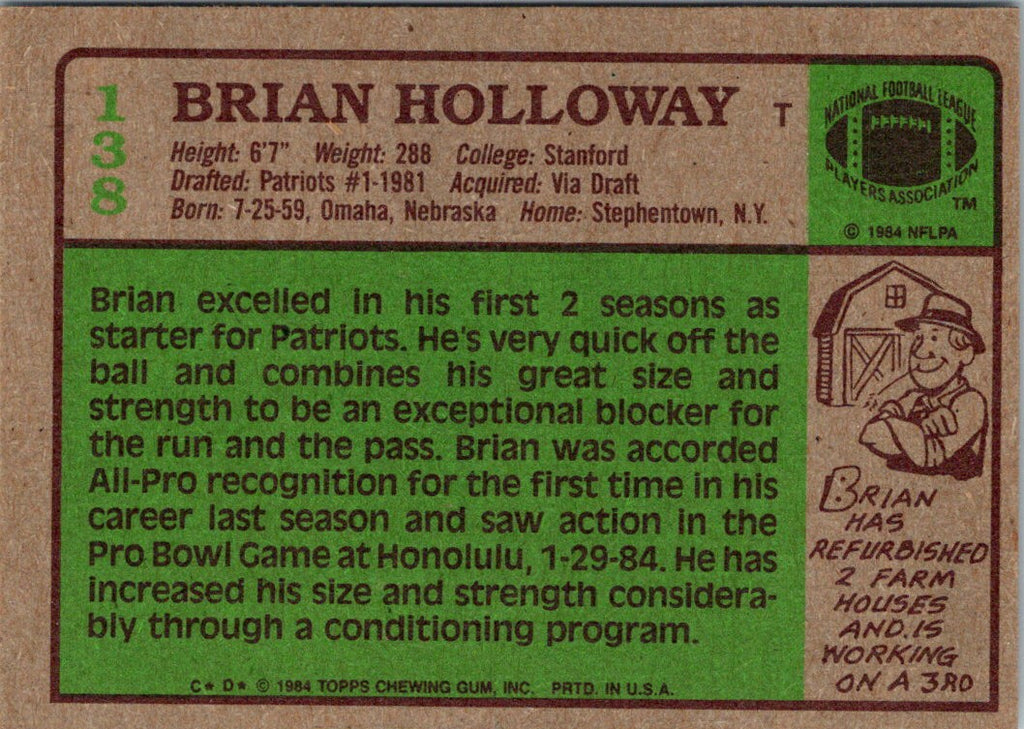 138
BRIAN HOLLOWAY T
Height: 6'7" Weight: 288 College: Stanford
Drafted: Patriots #1-1981 Acquired: Via Draft
Born: 7-25-59, Omaha, Nebraska Home: Stephentown, N.Y.
NATIONAL FOOTBALL LEAGUE
PLAYERS ASSOCIATION
TM
© 1984 NFLPA
Brian excelled in his first 2 seasons as
starter for Patriots. He's very quick off the
ball and combines his great size and
strength to be an exceptional blocker for
the run and the pass. Brian was accorded
All-Pro recognition for the first time in his
career last season and saw action in the
Pro Bowl Game at Honolulu, 1-29-84. He has
increased his size and strength considera-
bly through a conditioning program.
C* D* © 1984 TOPPS CHEWING GUM, INC. PRTD. IN U.S.A.
BRIAN
HAS
REFURBISHED
2 FARM
HOUSES
AND IS
WORKING
ON A 3RD